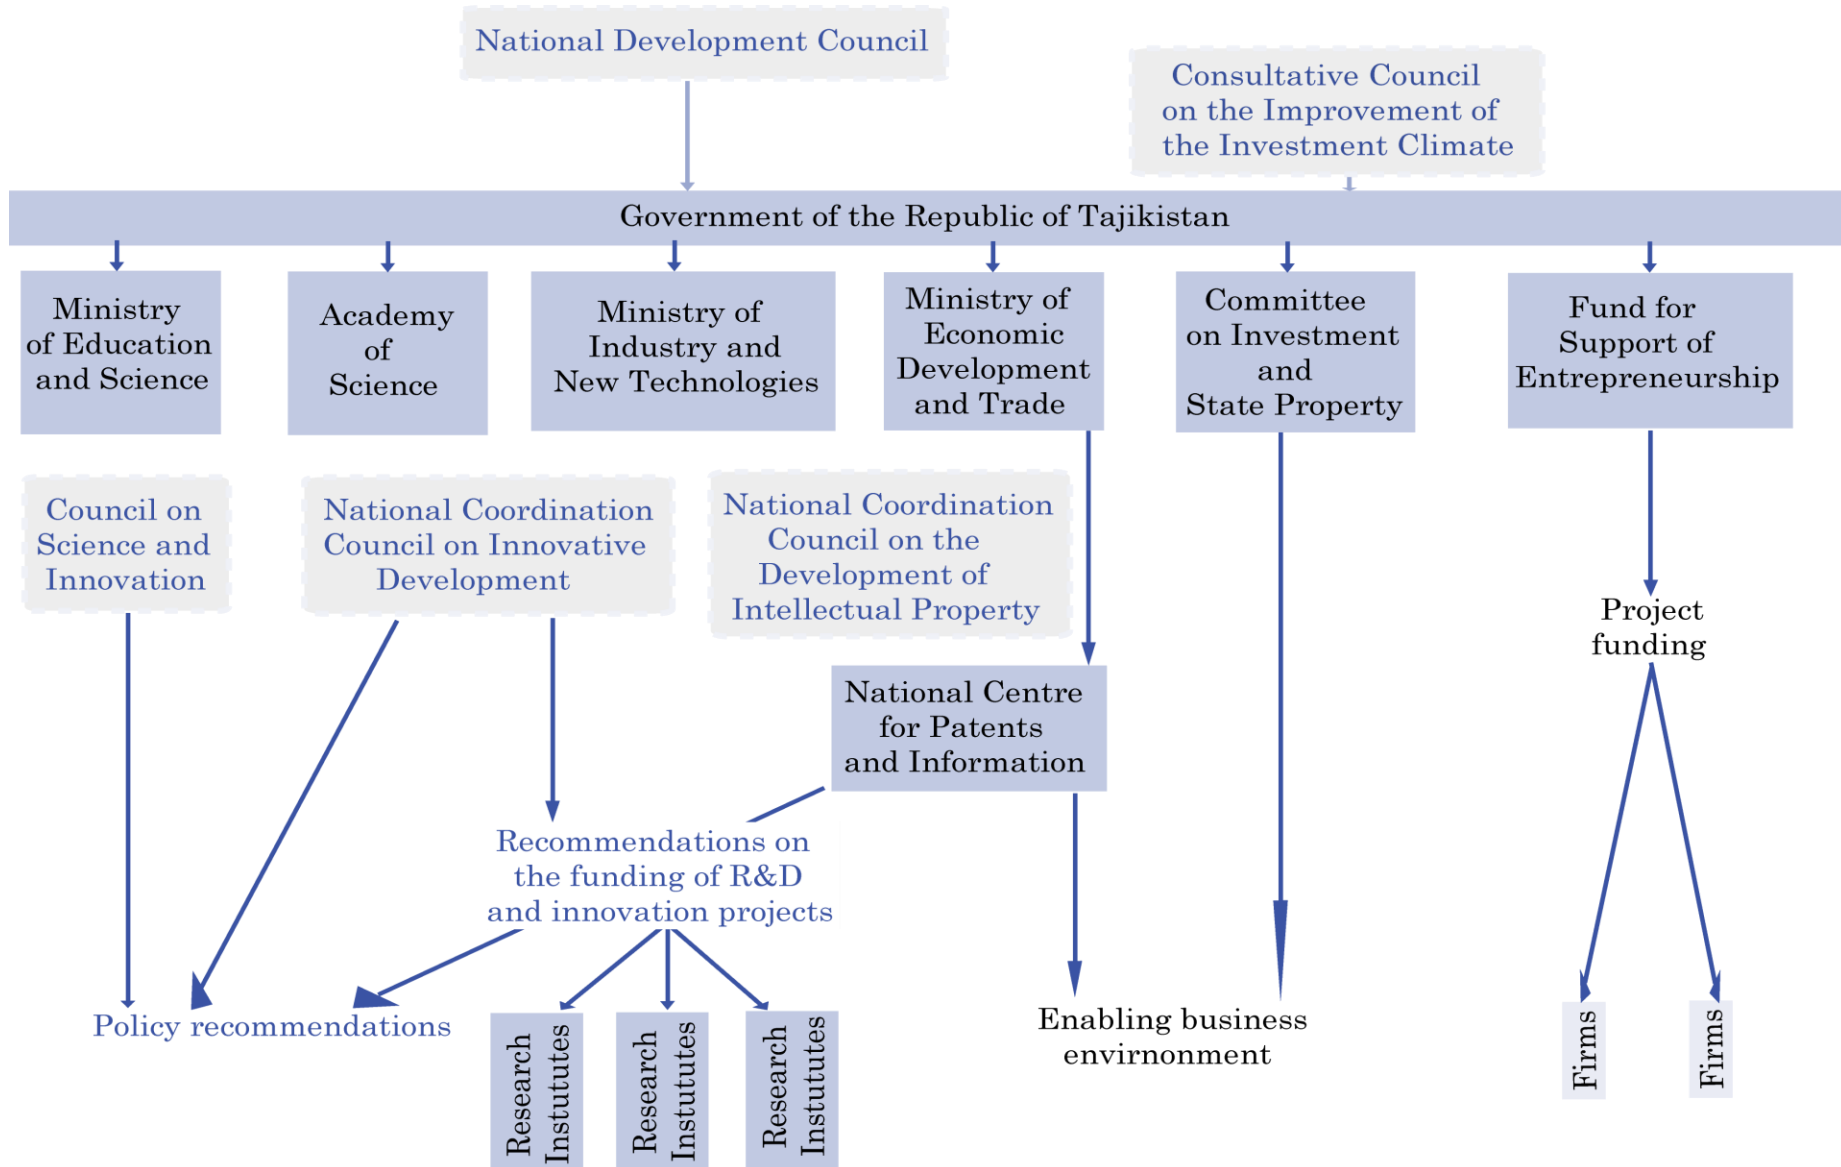 National Development Council
Consultative Council
on the Improvement of
the Investment Climate
Government of the Republic of Tajikistan
Ministry
of Education
and Science
Academy
of
Science
Ministry of
Industry and
New Technologies
Ministry of
Economic
Development
and Trade
Committee
on Investment
and
State Property
Fund for
Support of
Entrepreneurship
Council on
Science and
Innovation
National Coordination
Council on Innovative
Development
National Coordination
Council on the
Development of
Intellectual Property
Project
funding
National Centre
for Patents
and Information
Recommendations on
the funding of R&D
and innovation projects
Policy recommendations
Research
Instututes
Research
Instututes
Research
Instututes
Enabling business
envirnonment
Firms
Firms